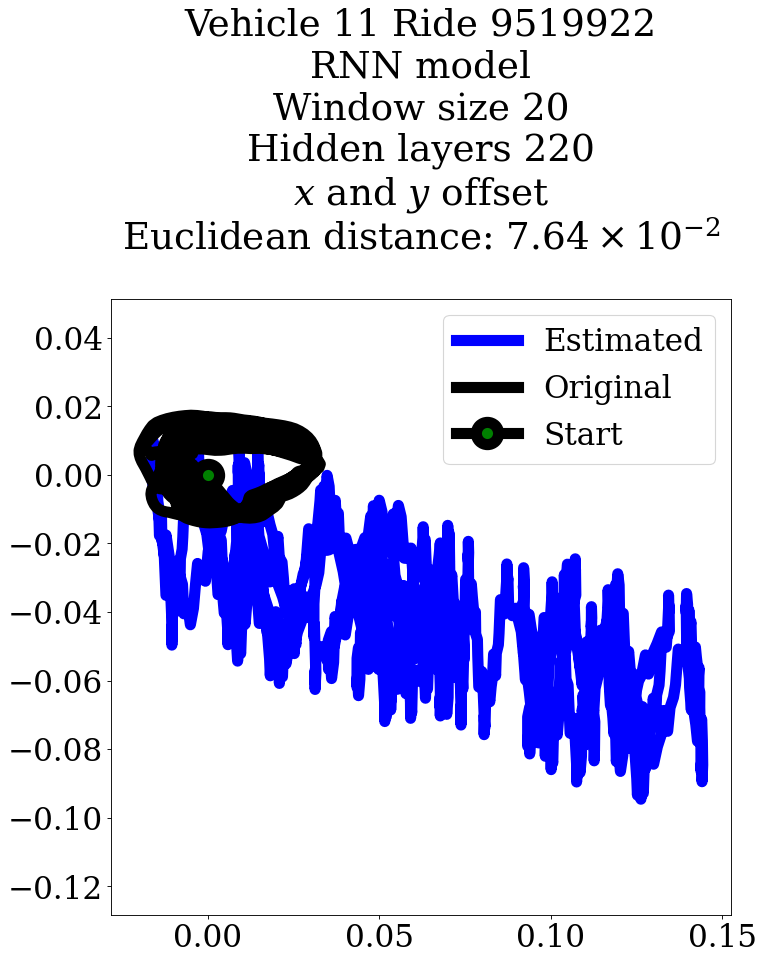 Vehicle 11 Ride 9519922
RNN model
Window size 20
Hidden layers 220
x and y offset
Euclidean distance: 7.64 × 10⁻²
Estimated
Original
Start
0.04
0.02
0.00
−0.02
−0.04
−0.06
−0.08
−0.10
−0.12
0.00 0.05 0.10 0.15